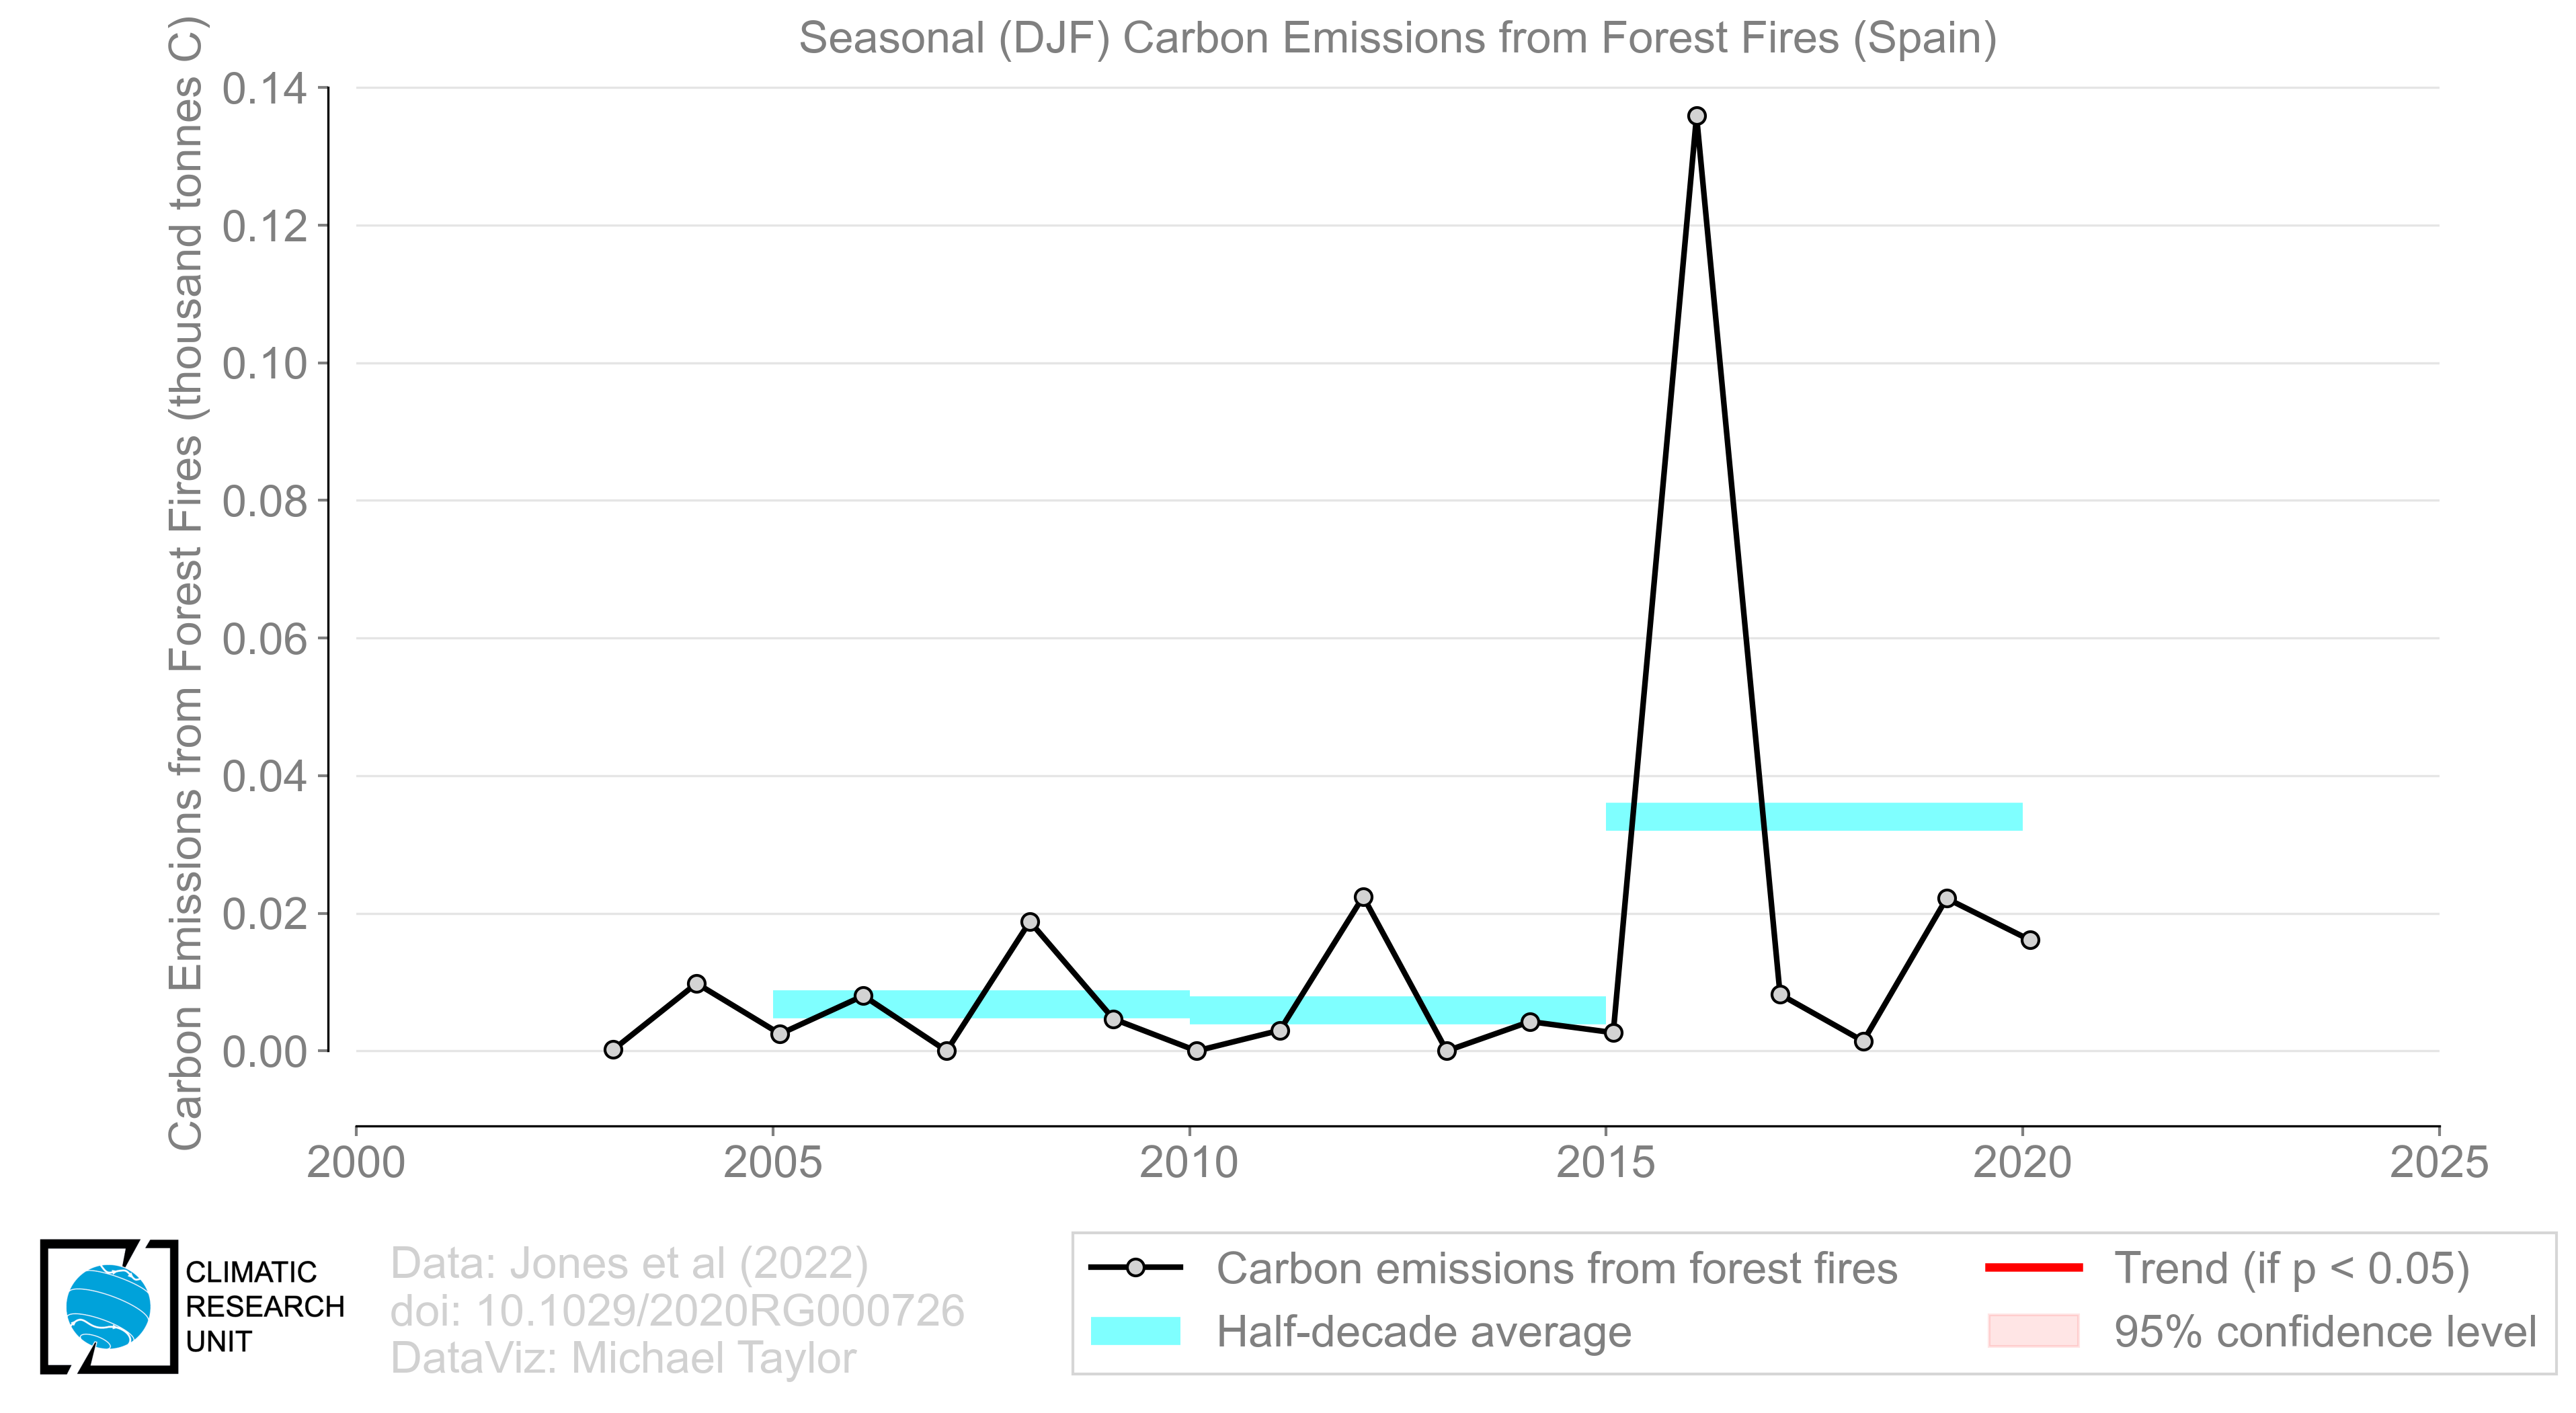 Seasonal (DJF) Carbon Emissions from Forest Fires (Spain)
Carbon Emissions from Forest Fires (thousand tonnes C)
0.14
0.12
0.10
0.08
0.06
0.04
0.02
0.00
2000 2005 2010 2015 2020 2025
CLIMATIC
RESEARCH
UNIT
Data: Jones et al (2022)
doi: 10.1029/2020RG000726
DataViz: Michael Taylor
Carbon emissions from forest fires
Half-decade average
Trend (if p < 0.05)
95% confidence level